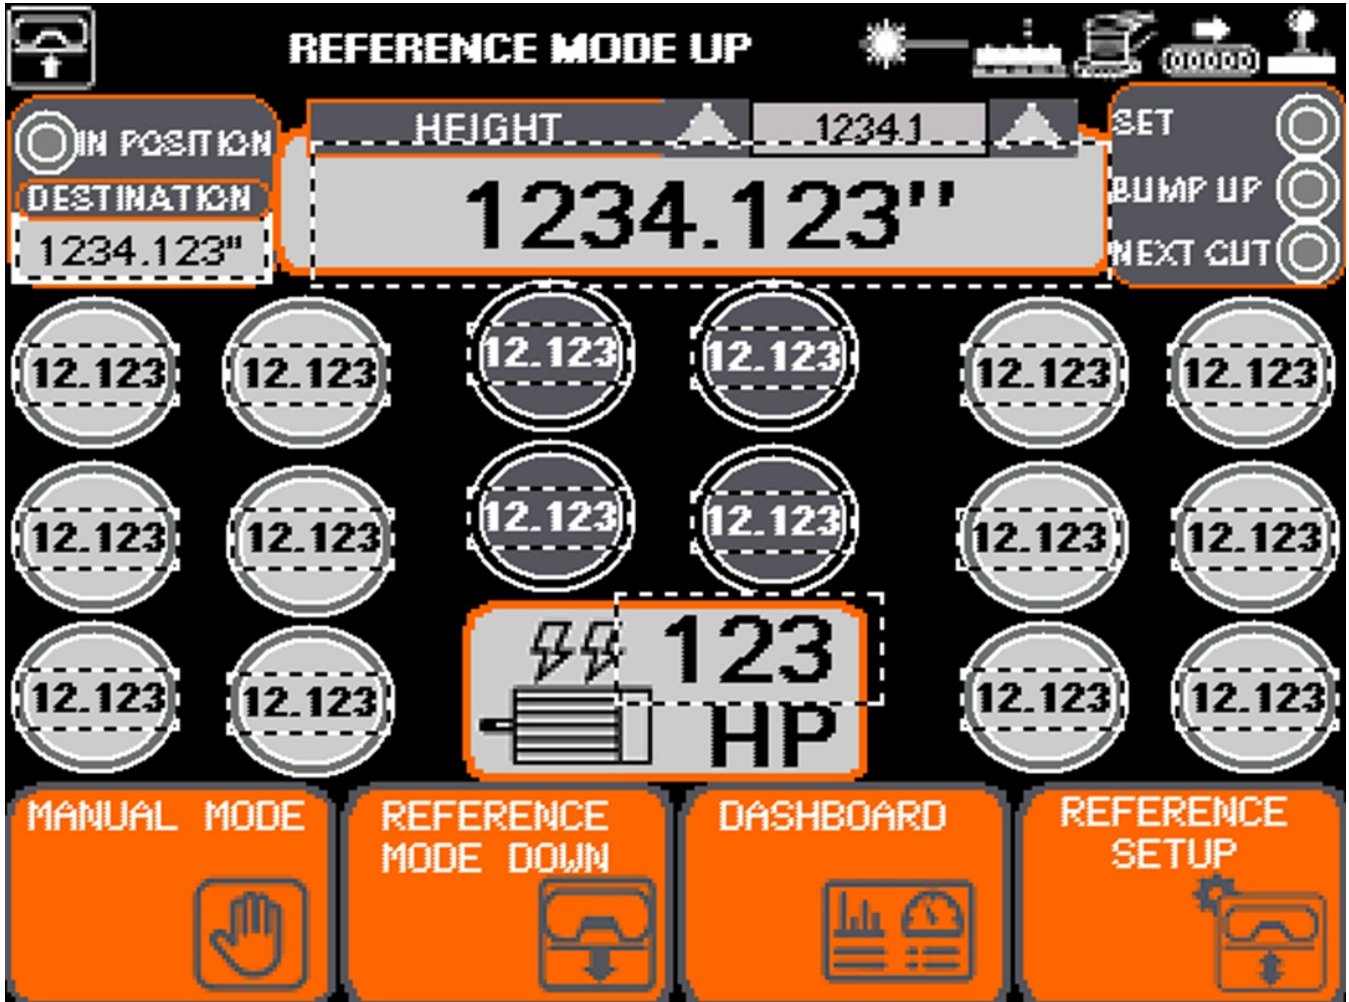 REFERENCE MODE UP
IN POSITION
HEIGHT 1234.1
SET
DESTINATION
1234.123"
1234.123"
BUMP UP
NEXT CUT
12.123 12.123 12.123 12.123 12.123 12.123
12.123 12.123 12.123 12.123 12.123 12.123
123
HP
12.123 12.123 12.123 12.123
MANUAL MODE
REFERENCE
MODE DOWN
DASHBOARD
REFERENCE
SETUP